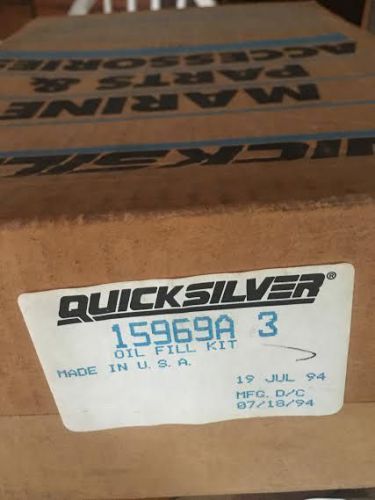 ACCESSORIES
PARTS &
MARINE
QUICKSILVER®
15969A 3
OIL FILL KIT
MADE IN U.S.A.
19 JUL 94
MFG. D/C
07/18/94